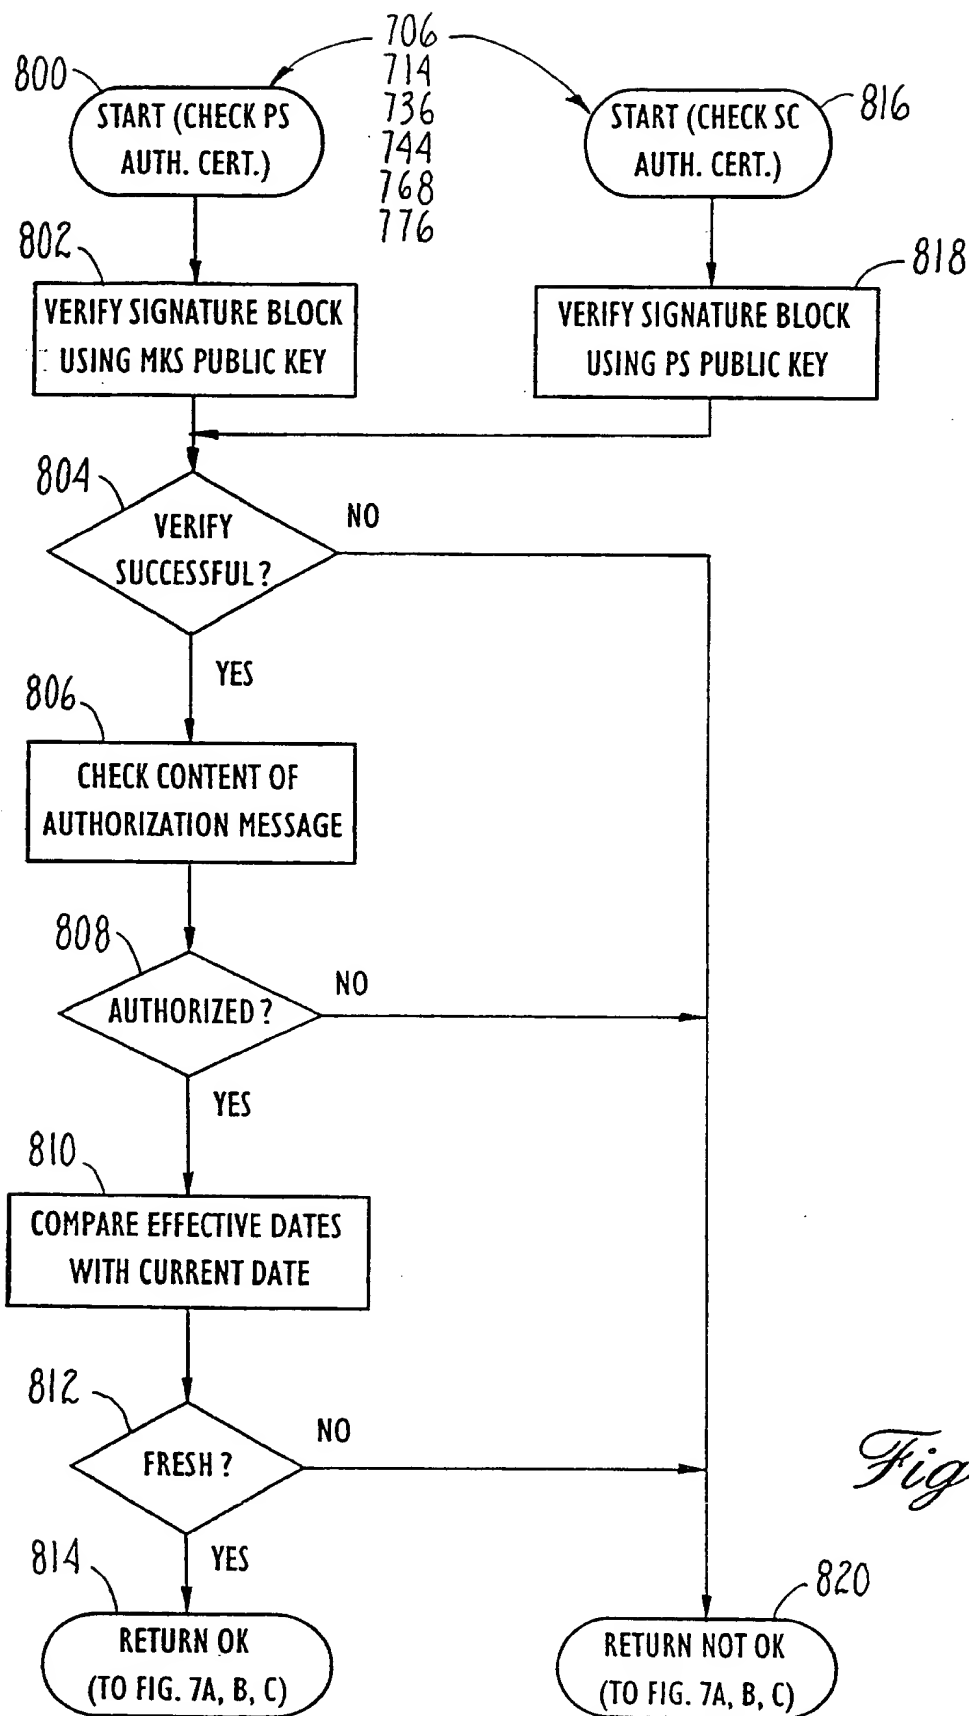 706
714
736
744
768
776
800
START (CHECK PS
AUTH. CERT.)
816
START (CHECK SC
AUTH. CERT.)
802
VERIFY SIGNATURE BLOCK
USING MKS PUBLIC KEY
818
VERIFY SIGNATURE BLOCK
USING PS PUBLIC KEY
804
VERIFY
SUCCESSFUL?
NO
YES
806
CHECK CONTENT OF
AUTHORIZATION MESSAGE
808
AUTHORIZED?
NO
YES
810
COMPARE EFFECTIVE DATES
WITH CURRENT DATE
812
FRESH?
NO
YES
Fig
814
RETURN OK
(TO FIG. 7A, B, C)
820
RETURN NOT OK
(TO FIG. 7A, B, C)